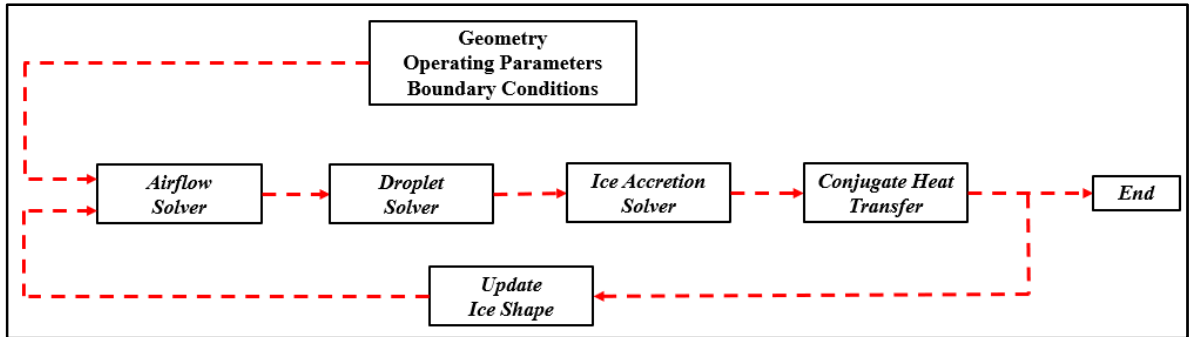 Geometry
Operating Parameters
Boundary Conditions
Airflow
Solver
Droplet
Solver
Ice Accretion
Solver
Conjugate Heat
Transfer
End
Update
Ice Shape